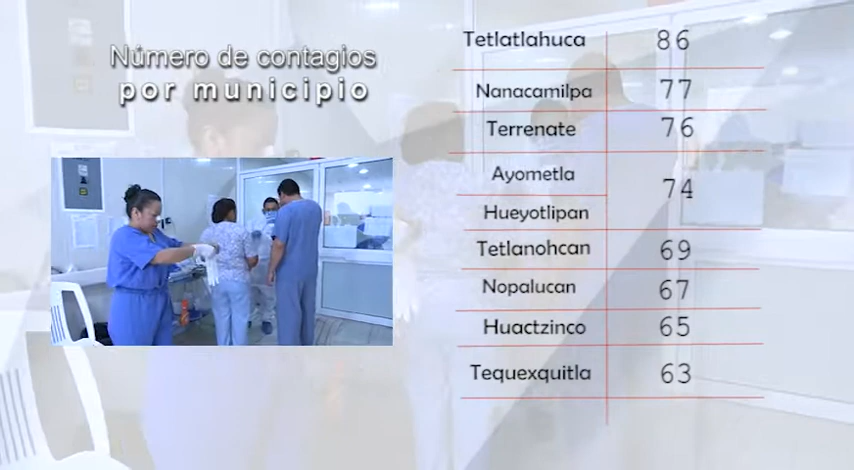 Número de contagios
por municipio
Tetlatlahuca 86
Nanacamilpa 77
Terrenate 76
Ayometla
74
Hueyotlipan
Tetlanohcan 69
Nopalucan 67
Huactzinco 65
Tequexquitla 63